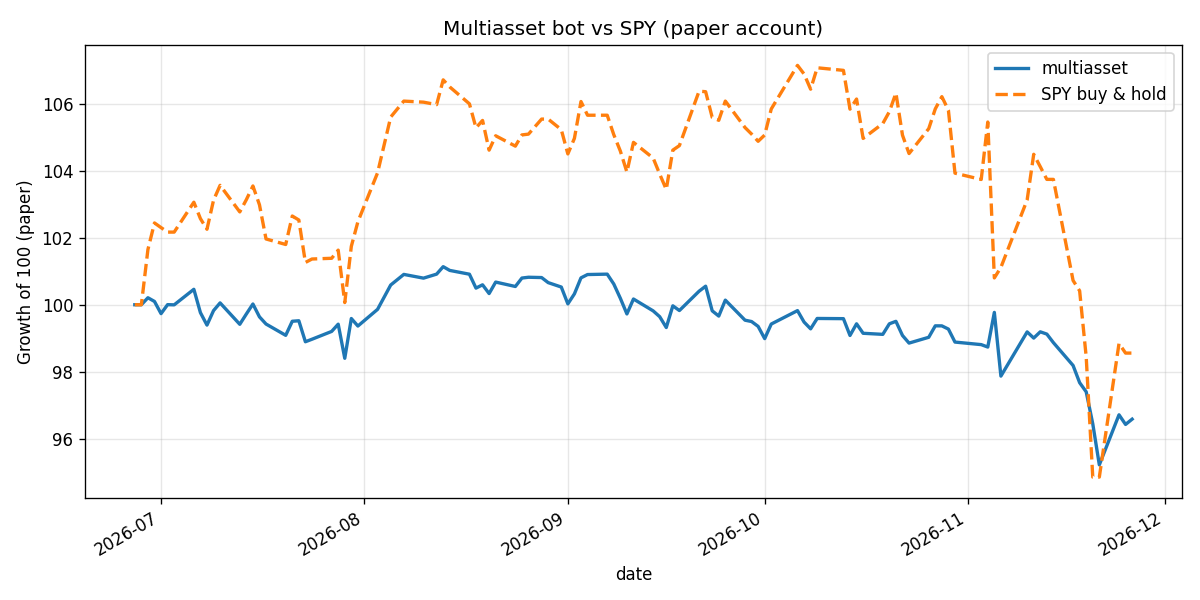 Multiasset bot vs SPY (paper account)
multiasset
SPY buy & hold
Growth of 100 (paper)
106
104
102
100
98
96
2026-07
2026-08
2026-09
2026-10
2026-11
2026-12
date